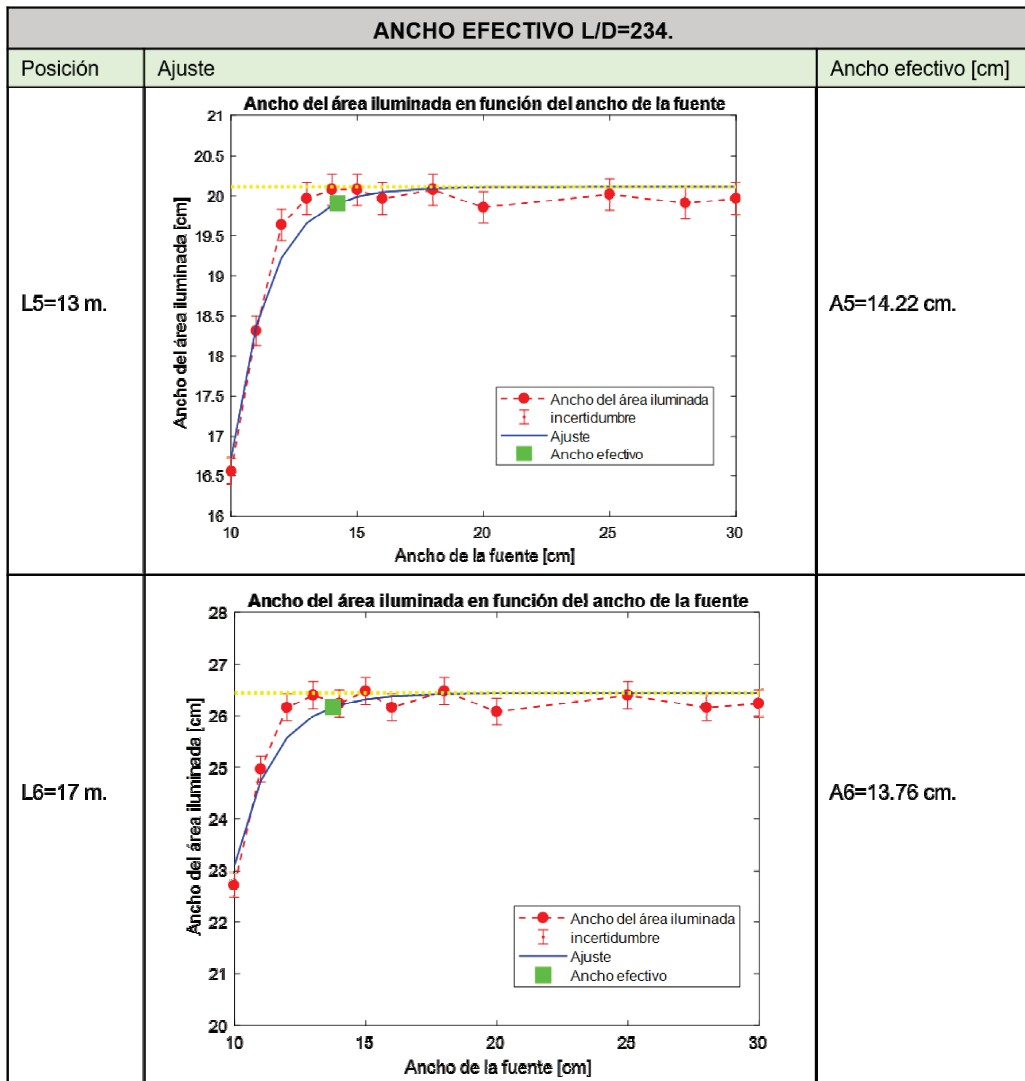 ANCHO EFECTIVO L/D=234.
Posición
Ajuste
Ancho efectivo [cm]
L5=13 m.
Ancho del área iluminada en función del ancho de la fuente
21
20.5
20
19.5
19
18.5
18
17.5
17
16.5
16
Ancho del área iluminada [cm]
Ancho del área iluminada
incertidumbre
Ajuste
Ancho efectivo
10
15
20
25
30
Ancho de la fuente [cm]
A5=14.22 cm.
L6=17 m.
Ancho del área iluminada en función del ancho de la fuente
28
27
26
25
24
23
22
21
20
Ancho del área iluminada [cm]
Ancho del área iluminada
incertidumbre
Ajuste
Ancho efectivo
10
15
20
25
30
Ancho de la fuente [cm]
A6=13.76 cm.